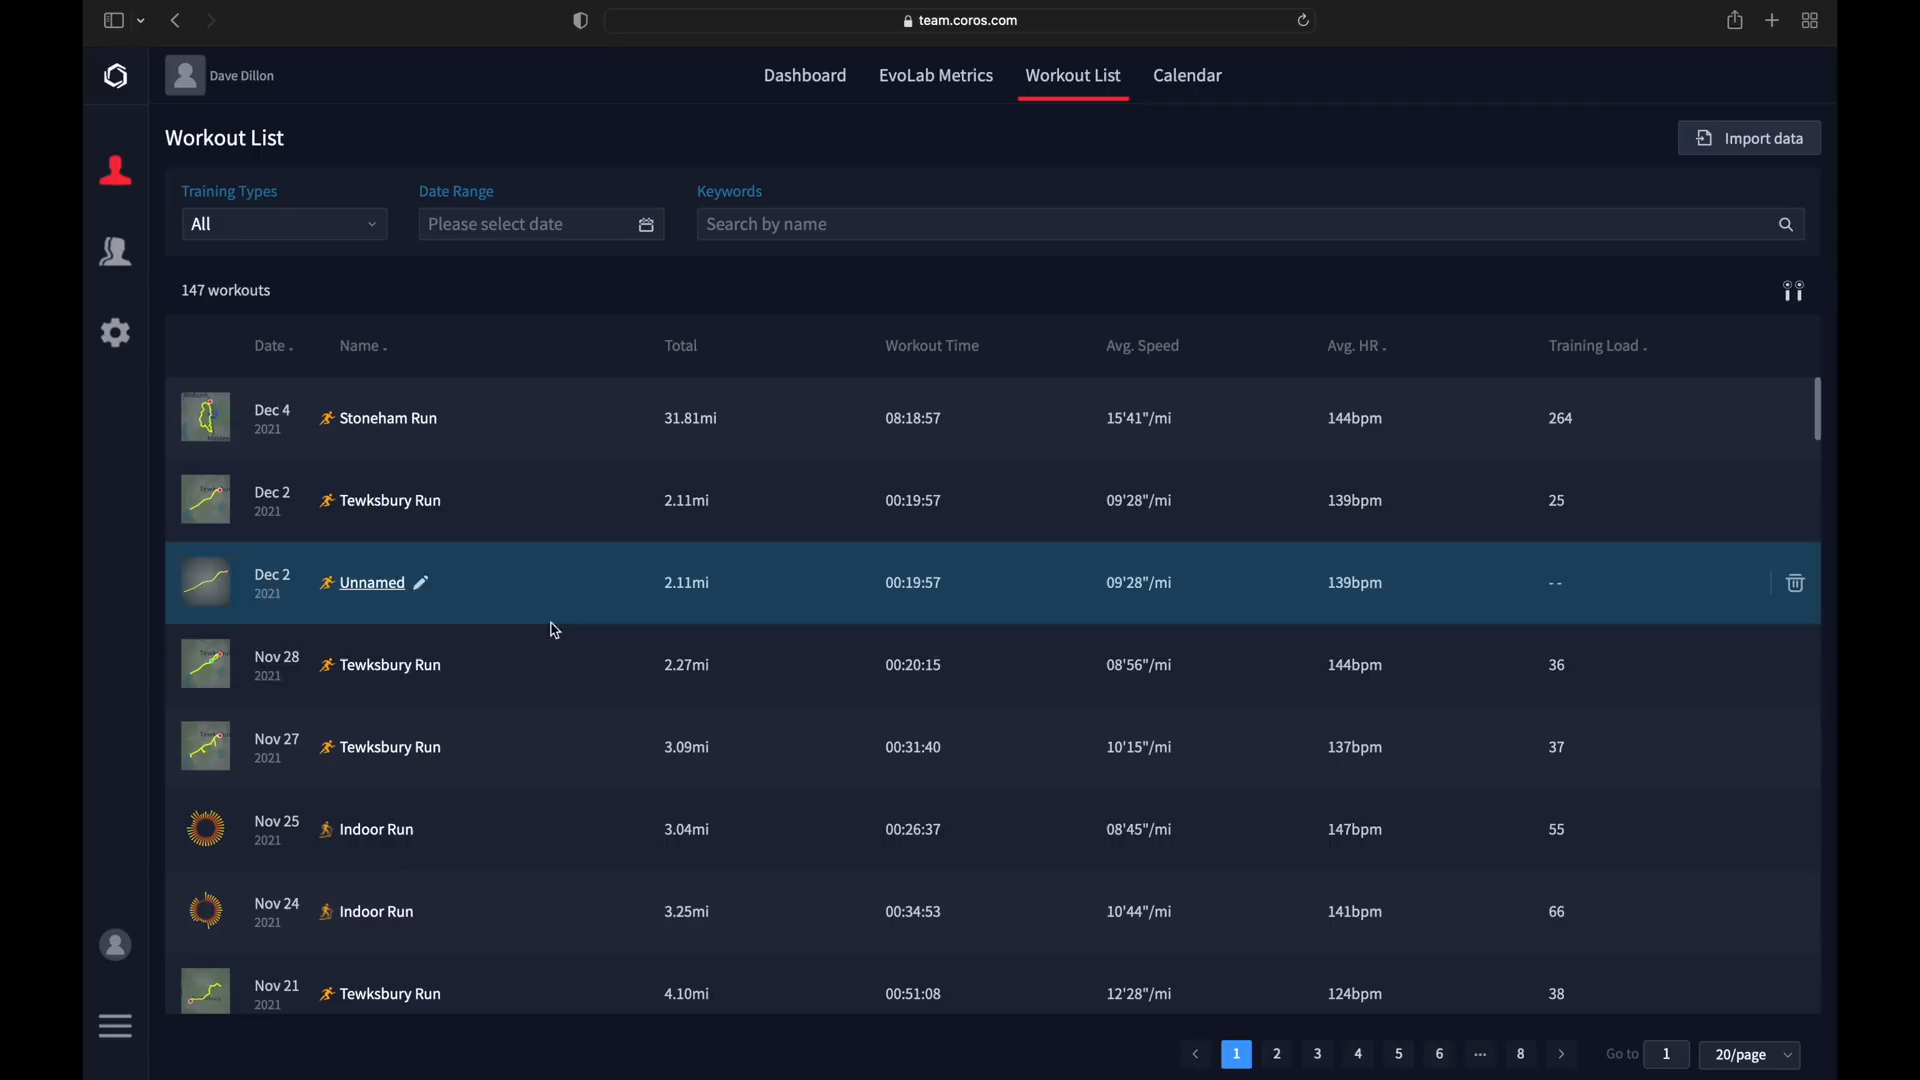 team.coros.com
Dave Dillon
Dashboard
EvoLab Metrics
Workout List
Calendar
Workout List
Import data
Training Types
Date Range
Keywords
All
Please select date
Search by name
147 workouts
Date
Name
Total
Workout Time
Avg. Speed
Avg. HR
Training Load
Dec 4
2021
Stoneham Run
31.81mi
08:18:57
15'41"/mi
144bpm
264
Dec 2
2021
Tewksbury Run
2.11mi
00:19:57
09'28"/mi
139bpm
25
Dec 2
2021
Unnamed
2.11mi
00:19:57
09'28"/mi
139bpm
--
Nov 28
2021
Tewksbury Run
2.27mi
00:20:15
08'56"/mi
144bpm
36
Nov 27
2021
Tewksbury Run
3.09mi
00:31:40
10'15"/mi
137bpm
37
Nov 25
2021
Indoor Run
3.04mi
00:26:37
08'45"/mi
147bpm
55
Nov 24
2021
Indoor Run
3.25mi
00:34:53
10'44"/mi
141bpm
66
Nov 21
2021
Tewksbury Run
4.10mi
00:51:08
12'28"/mi
124bpm
38
1
2
3
4
5
6
...
8
Go to
1
20/page